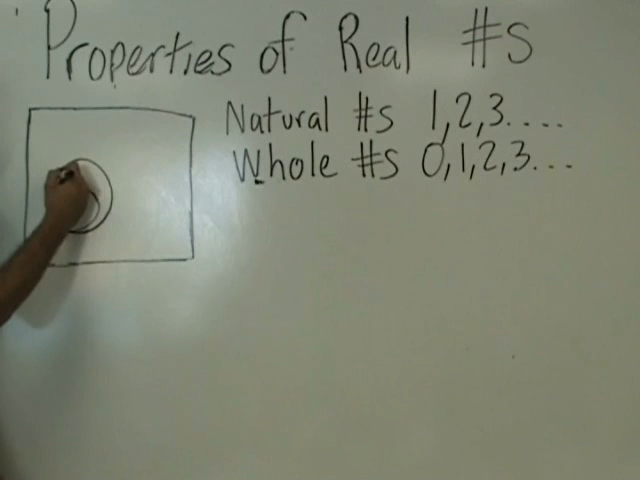 Properties of Real #s
Natural #s 1,2,3....
Whole #s 0,1,2,3...